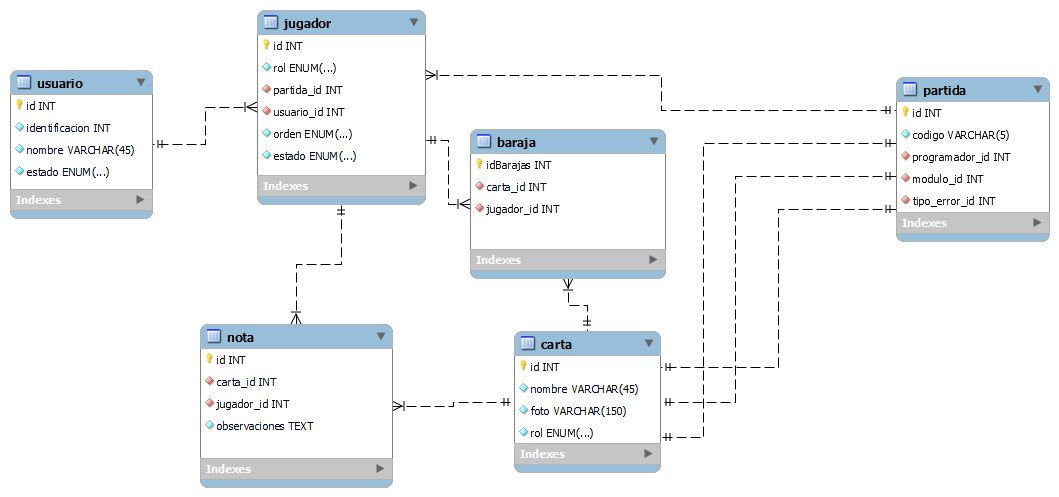 usuario
id INT
identificacion INT
nombre VARCHAR(45)
estado ENUM(...)
Indexes
jugador
id INT
rol ENUM(...)
partida_id INT
usuario_id INT
orden ENUM(...)
estado ENUM(...)
Indexes
baraja
idBarajas INT
carta_id INT
jugador_id INT
Indexes
partida
id INT
codigo VARCHAR(5)
programador_id INT
modulo_id INT
tipo_error_id INT
Indexes
nota
id INT
carta_id INT
jugador_id INT
observaciones TEXT
Indexes
carta
id INT
nombre VARCHAR(45)
foto VARCHAR(150)
rol ENUM(...)
Indexes